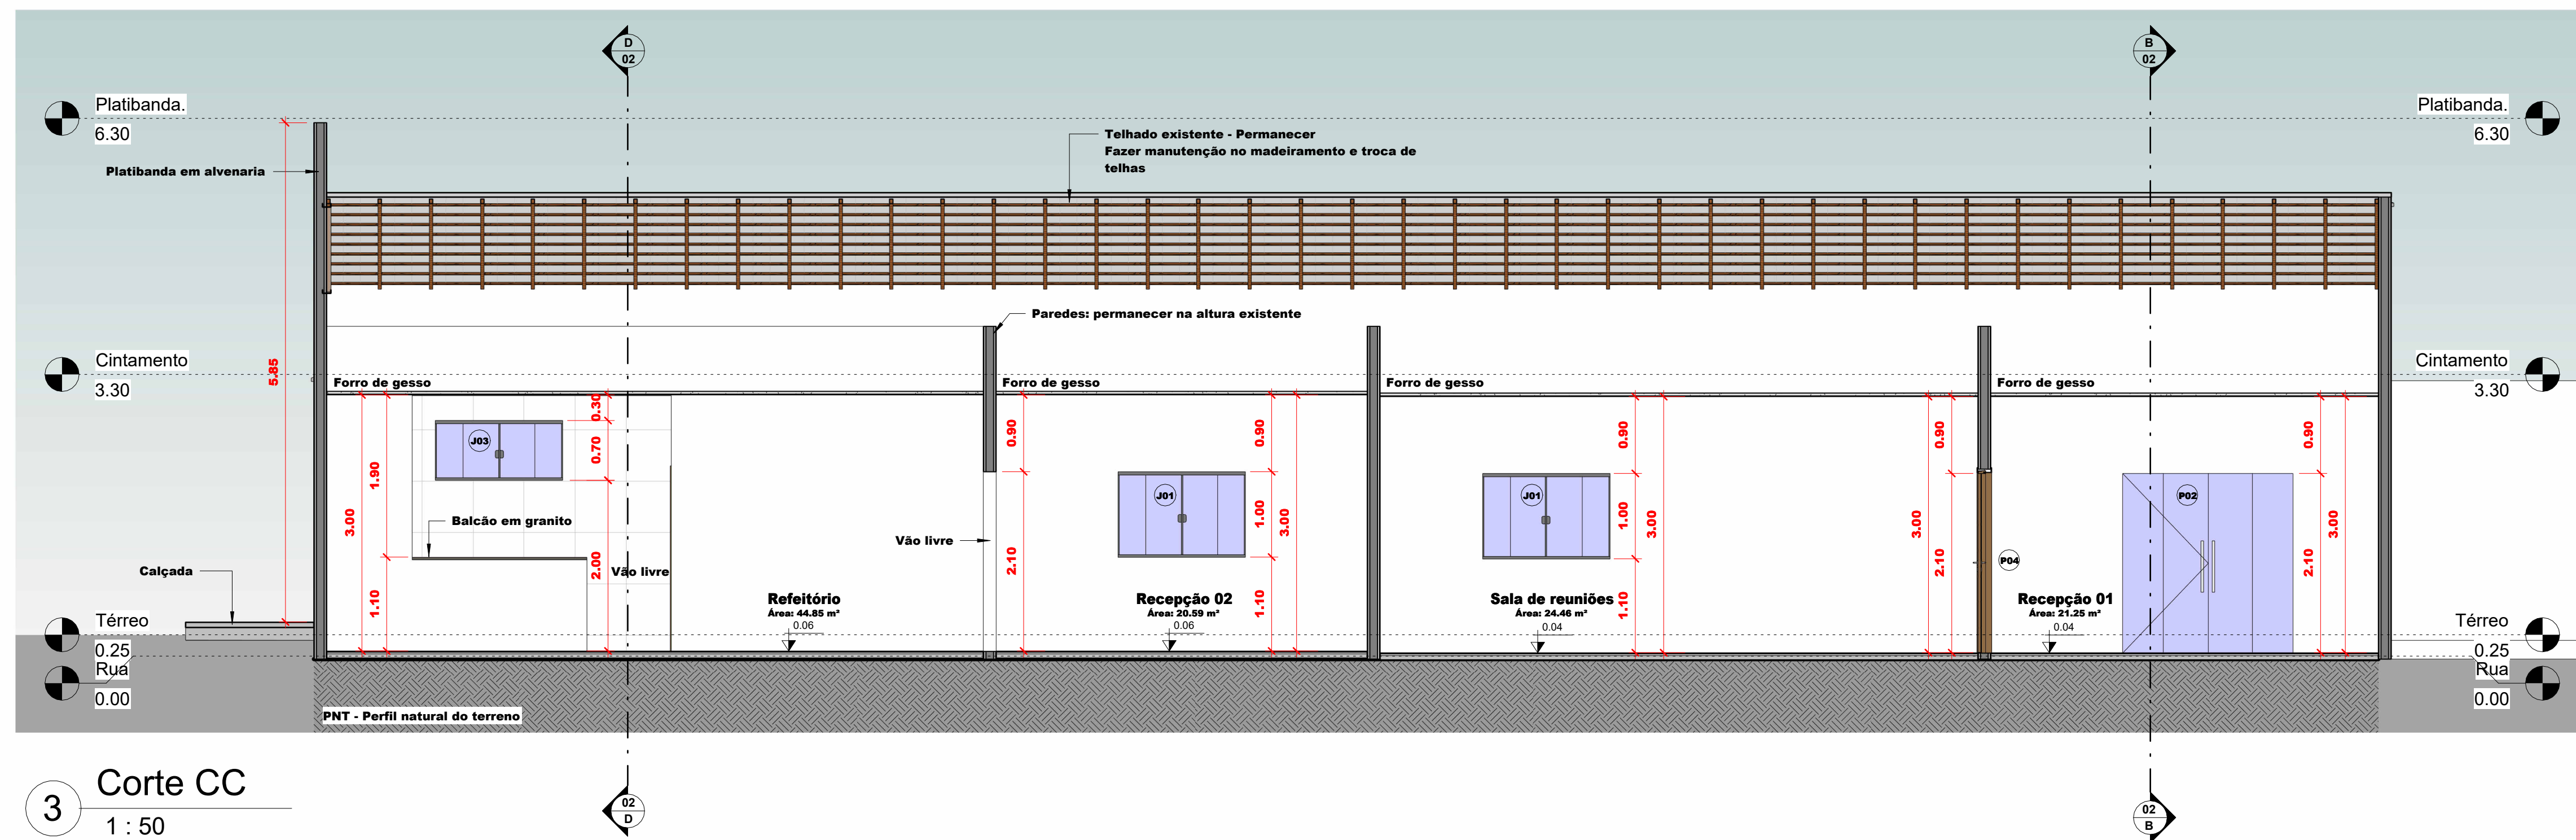 D
02
B
02
Platibanda.
6.30
Platibanda.
6.30
Telhado existente - Permanecer
Fazer manutenção no madeiramento e troca de
telhas
Platibanda em alvenaria
Paredes: permanecer na altura existente
Cintamento
3.30
Cintamento
3.30
5.85
Forro de gesso
Forro de gesso
Forro de gesso
Forro de gesso
3.00
1.90
1.10
J03
0.30
0.70
2.00
Balcão em granito
Vão livre
Vão livre
0.90
2.10
J01
0.90
1.00
1.10
3.00
J01
0.90
1.00
1.10
3.00
3.00
0.90
2.10
P04
P02
0.90
2.10
3.00
Calçada
Refeitório
Área: 44.85 m²
0.06
Recepção 02
Área: 20.59 m²
0.06
Sala de reuniões
Área: 24.46 m²
0.04
Recepção 01
Área: 21.25 m²
0.04
Térreo
0.25
Rua
0.00
Térreo
0.25
Rua
0.00
PNT - Perfil natural do terreno
3
Corte CC
1 : 50
02
D
02
B